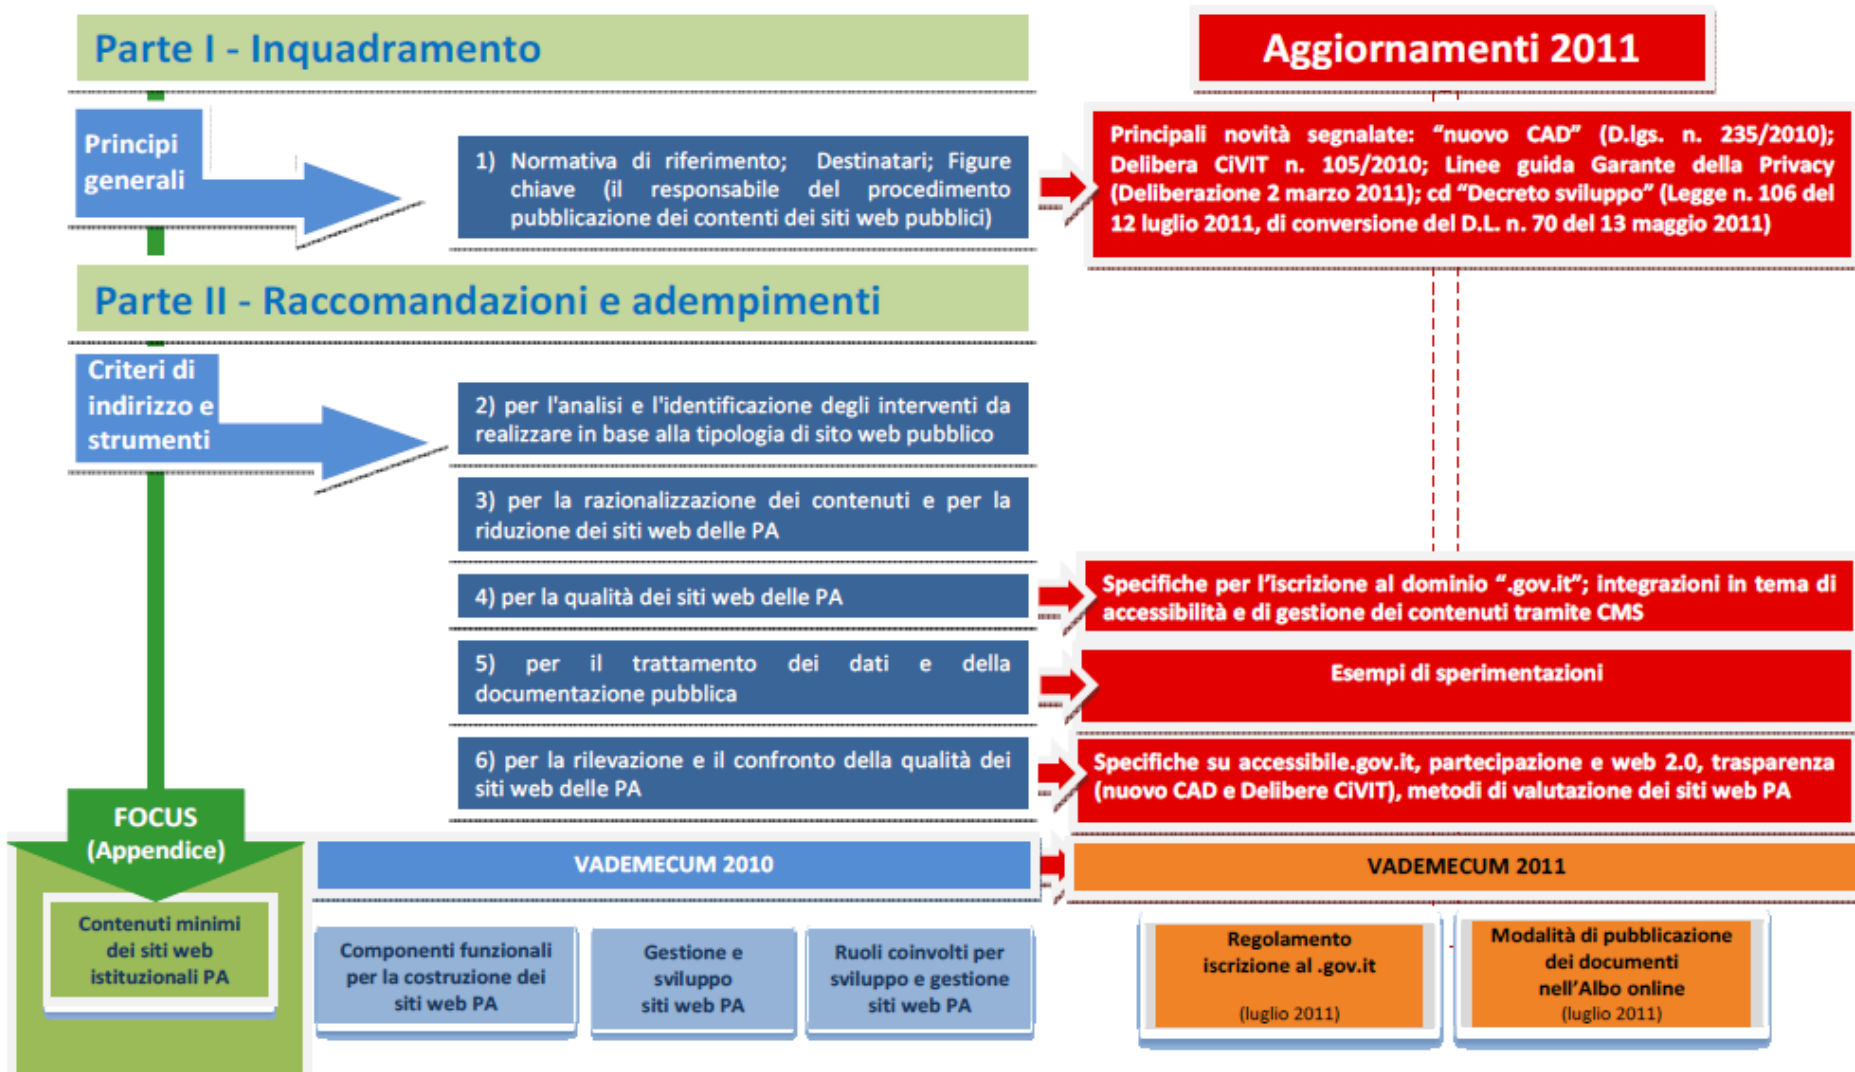 Parte I - Inquadramento
Aggiornamenti 2011
Principi
generali
1) Normativa di riferimento; Destinatari; Figure
chiave (il responsabile del procedimento
pubblicazione dei contenti dei siti web pubblici)
Principali novità segnalate: “nuovo CAD” (D.lgs. n. 235/2010);
Delibera CiVIT n. 105/2010; Linee guida Garante della Privacy
(Deliberazione 2 marzo 2011); cd “Decreto sviluppo” (Legge n. 106 del
12 luglio 2011, di conversione del D.L. n. 70 del 13 maggio 2011)
Parte II - Raccomandazioni e adempimenti
Criteri di
indirizzo e
strumenti
2) per l'analisi e l'identificazione degli interventi da
realizzare in base alla tipologia di sito web pubblico
3) per la razionalizzazione dei contenuti e per la
riduzione dei siti web delle PA
4) per la qualità dei siti web delle PA
Specifiche per l’iscrizione al dominio “.gov.it”; integrazioni in tema di
accessibilità e di gestione dei contenuti tramite CMS
5) per il trattamento dei dati e della
documentazione pubblica
Esempi di sperimentazioni
6) per la rilevazione e il confronto della qualità dei
siti web delle PA
Specifiche su accessibile.gov.it, partecipazione e web 2.0, trasparenza
(nuovo CAD e Delibere CiVIT), metodi di valutazione dei siti web PA
FOCUS
(Appendice)
Contenuti minimi
dei siti web
istituzionali PA
VADEMECUM 2010
VADEMECUM 2011
Componenti funzionali
per la costruzione dei
siti web PA
Gestione e
sviluppo
siti web PA
Ruoli coinvolti per
sviluppo e gestione
siti web PA
Regolamento
iscrizione al .gov.it
(luglio 2011)
Modalità di pubblicazione
dei documenti
nell’Albo online
(luglio 2011)